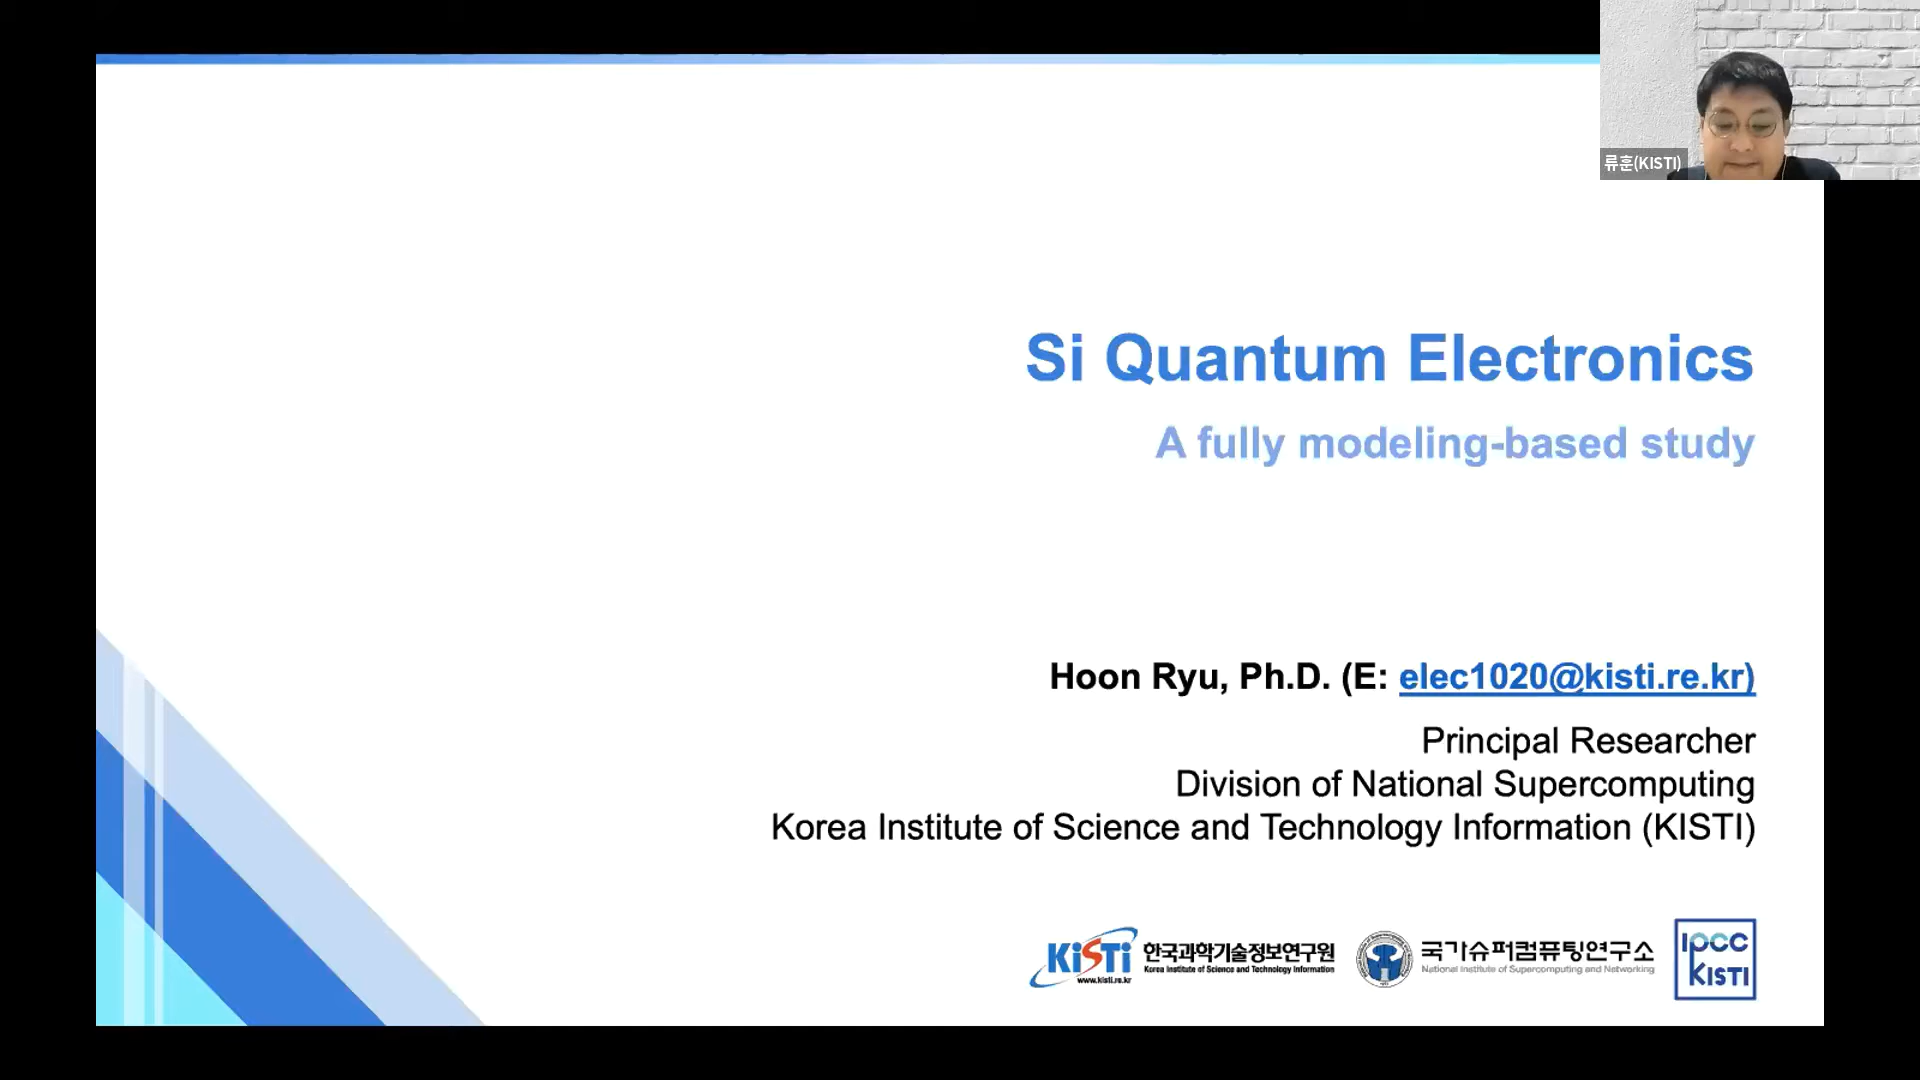 류훈(KISTI)
Si Quantum Electronics
A fully modeling-based study
Hoon Ryu, Ph.D. (E: elec1020@kisti.re.kr)
Principal Researcher
Division of National Supercomputing
Korea Institute of Science and Technology Information (KISTI)
KiSTi
www.kisti.re.kr
한국과학기술정보연구원
Korea Institute of Science and Technology Information
국가슈퍼컴퓨팅연구소
National Institute of Supercomputing and Networking
IPCC
KISTI